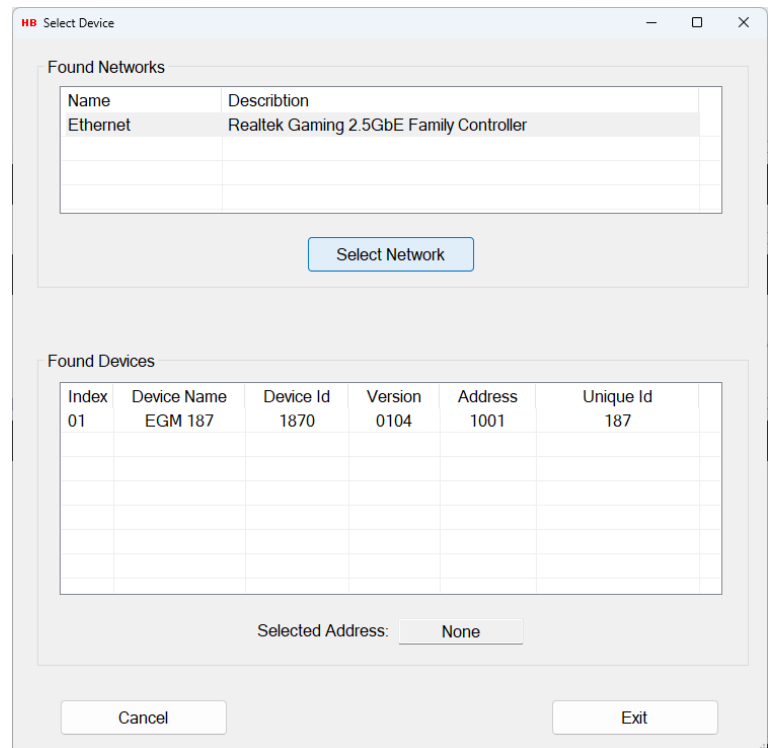 HB Select Device
Found Networks
Name Describtion
Ethernet Realtek Gaming 2.5GbE Family Controller
Select Network
Found Devices
Index Device Name Device Id Version Address Unique Id
01 EGM 187 1870 0104 1001 187
Selected Address: None
Cancel Exit